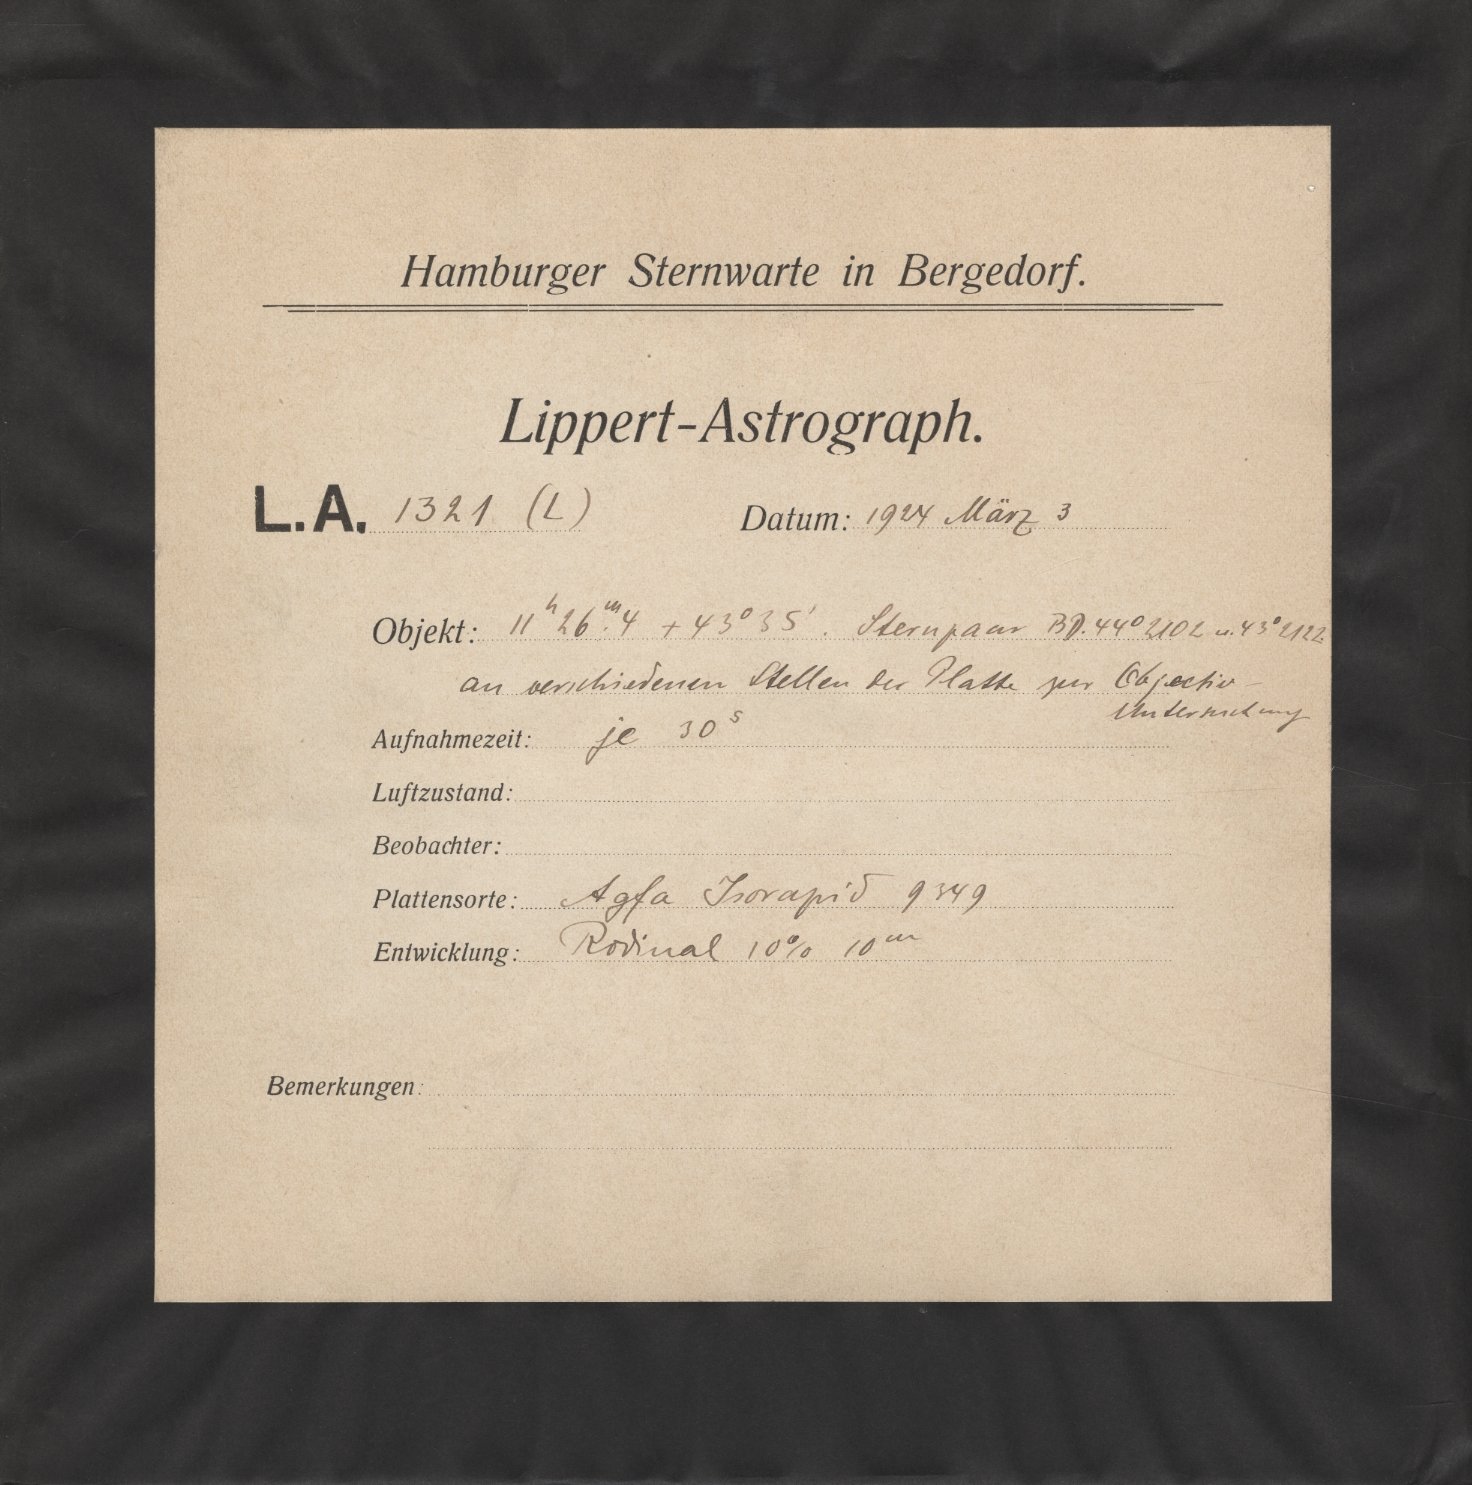 Hamburger Sternwarte in Bergedorf.
Lippert-Astrograph.
L.A. 1321 (L) Datum: 1924 März 3
Objekt: 11ʰ 26ᵐ.4 + 43° 35'. Sternpaar BD. 44° 2102 u. 43° 2122
an verschiedenen Stellen der Platte zur Objectiv-
Untersuchung
Aufnahmezeit: je 30ˢ
Luftzustand:
Beobachter:
Plattensorte: Agfa Isorapid 9349
Entwicklung: Rodinal 10% 10ᵐ
Bemerkungen: